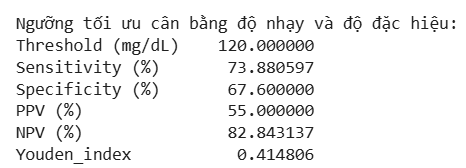 Ngưỡng tối ưu cân bằng độ nhạy và độ đặc hiệu:
Threshold (mg/dL) 120.000000
Sensitivity (%) 73.880597
Specificity (%) 67.600000
PPV (%) 55.000000
NPV (%) 82.843137
Youden_index 0.414806